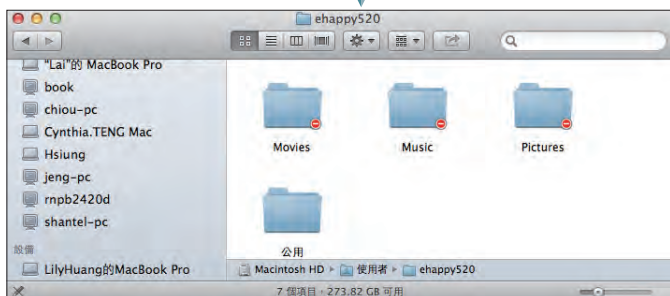 ehappy520
"Lai"的 MacBook Pro
book
chiou-pc
Cynthia.TENG Mac
Hsiung
jeng-pc
rnpb2420d
shantel-pc
設備
LilyHuang的MacBook Pro
Movies
Music
Pictures
公用
Macintosh HD ▸ 使用者 ▸ ehappy520
7 個項目，273.82 GB 可用